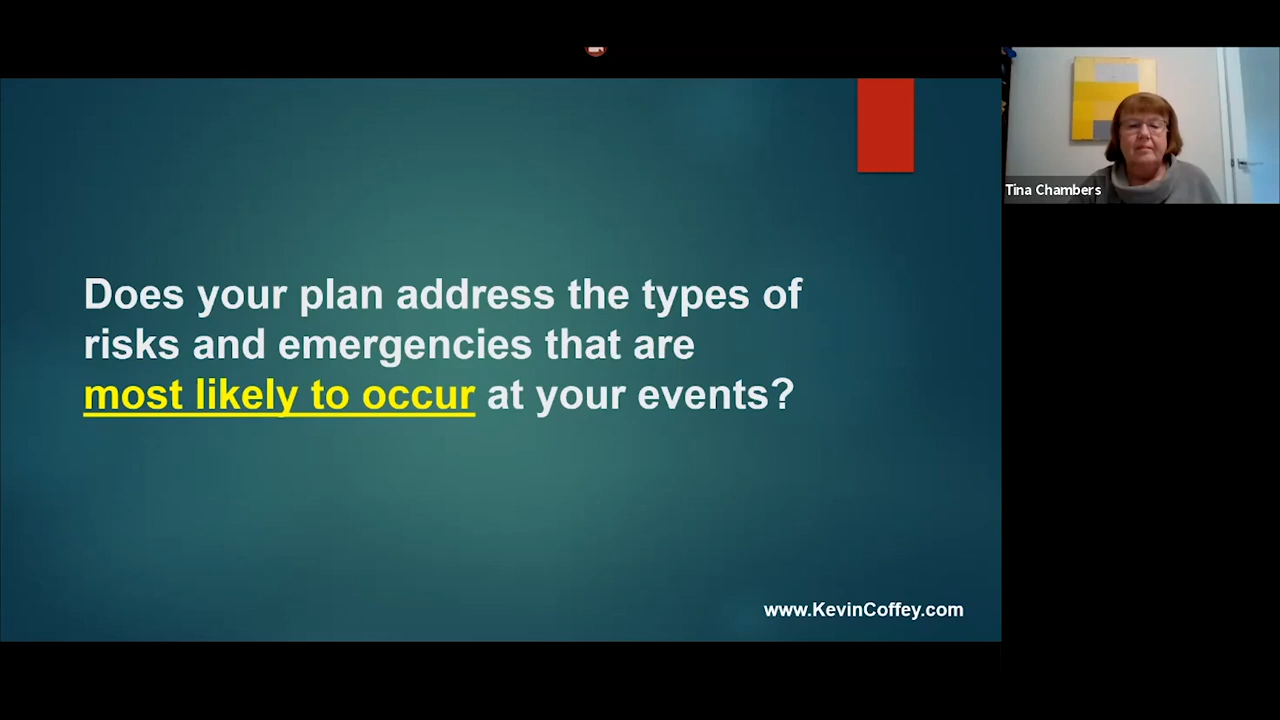 Does your plan address the types of
risks and emergencies that are
most likely to occur at your events?
www.KevinCoffey.com
Tina Chambers